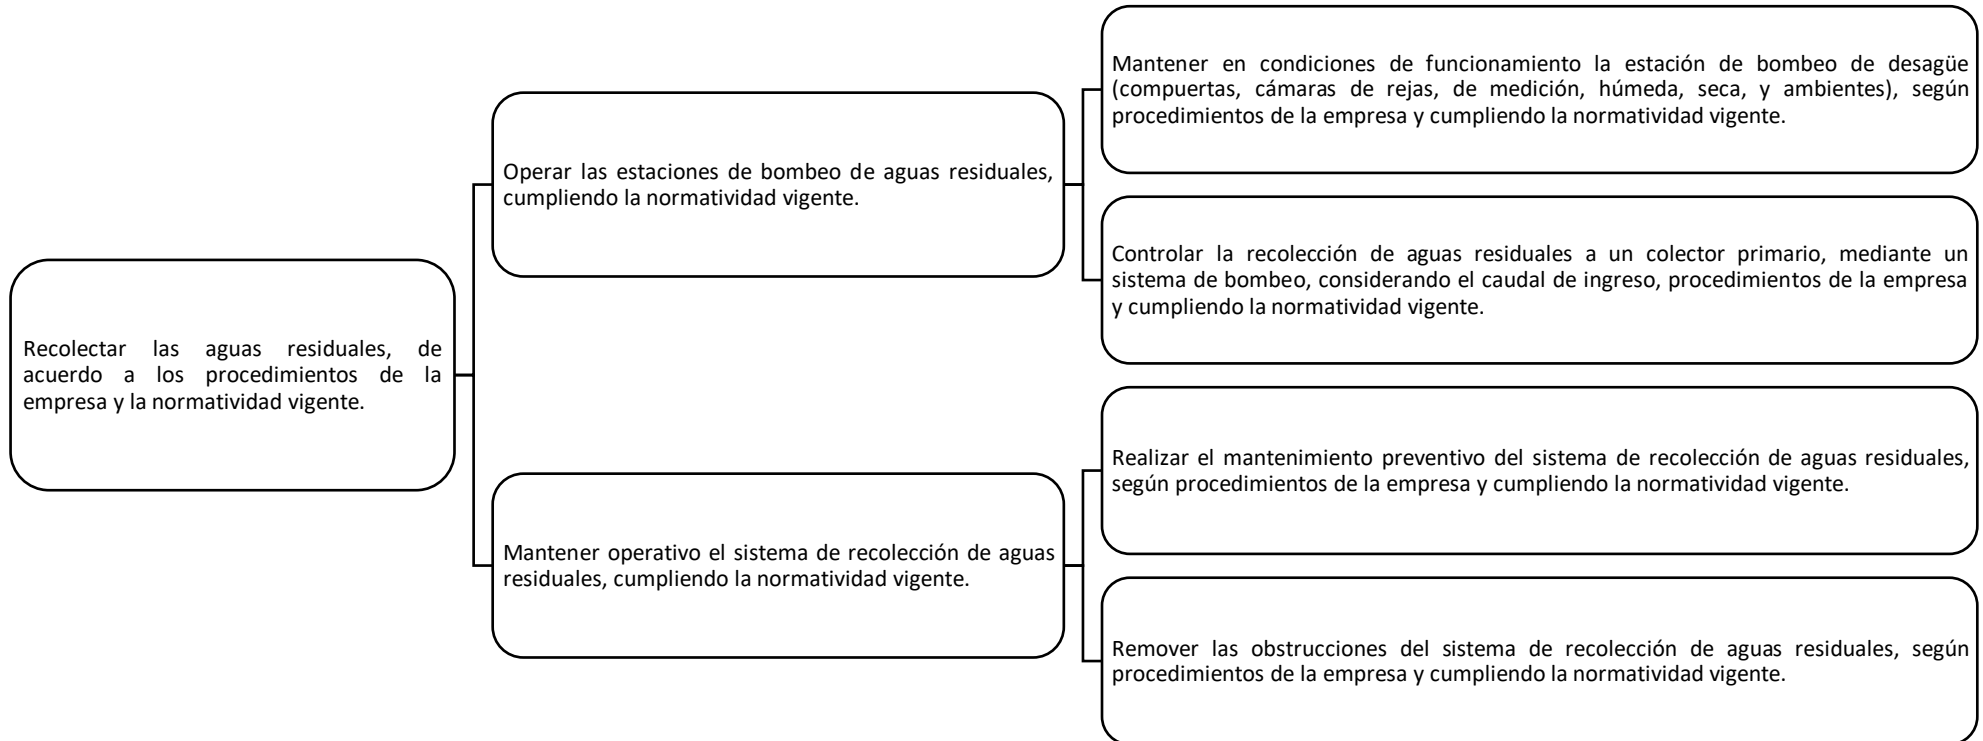 Recolectar las aguas residuales, de
acuerdo a los procedimientos de la
empresa y la normatividad vigente.
Operar las estaciones de bombeo de aguas residuales,
cumpliendo la normatividad vigente.
Mantener en condiciones de funcionamiento la estación de bombeo de desagüe
(compuertas, cámaras de rejas, de medición, húmeda, seca, y ambientes), según
procedimientos de la empresa y cumpliendo la normatividad vigente.
Controlar la recolección de aguas residuales a un colector primario, mediante un
sistema de bombeo, considerando el caudal de ingreso, procedimientos de la empresa
y cumpliendo la normatividad vigente.
Mantener operativo el sistema de recolección de aguas
residuales, cumpliendo la normatividad vigente.
Realizar el mantenimiento preventivo del sistema de recolección de aguas residuales,
según procedimientos de la empresa y cumpliendo la normatividad vigente.
Remover las obstrucciones del sistema de recolección de aguas residuales, según
procedimientos de la empresa y cumpliendo la normatividad vigente.